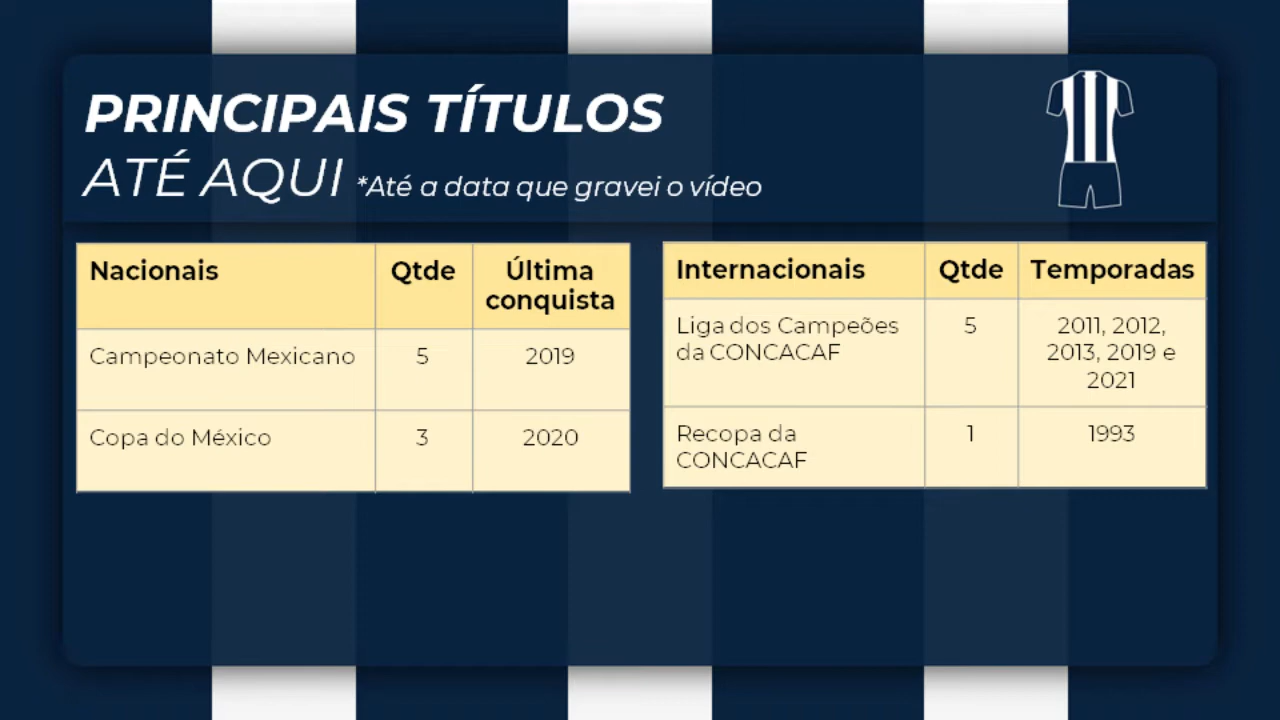 PRINCIPAIS TÍTULOS
ATÉ AQUI *Até a data que gravei o vídeo
Nacionais Qtde Última
conquista
Campeonato Mexicano 5 2019
Copa do México 3 2020
Internacionais Qtde Temporadas
Liga dos Campeões 5 2011, 2012,
da CONCACAF 2013, 2019 e
2021
Recopa da 1 1993
CONCACAF